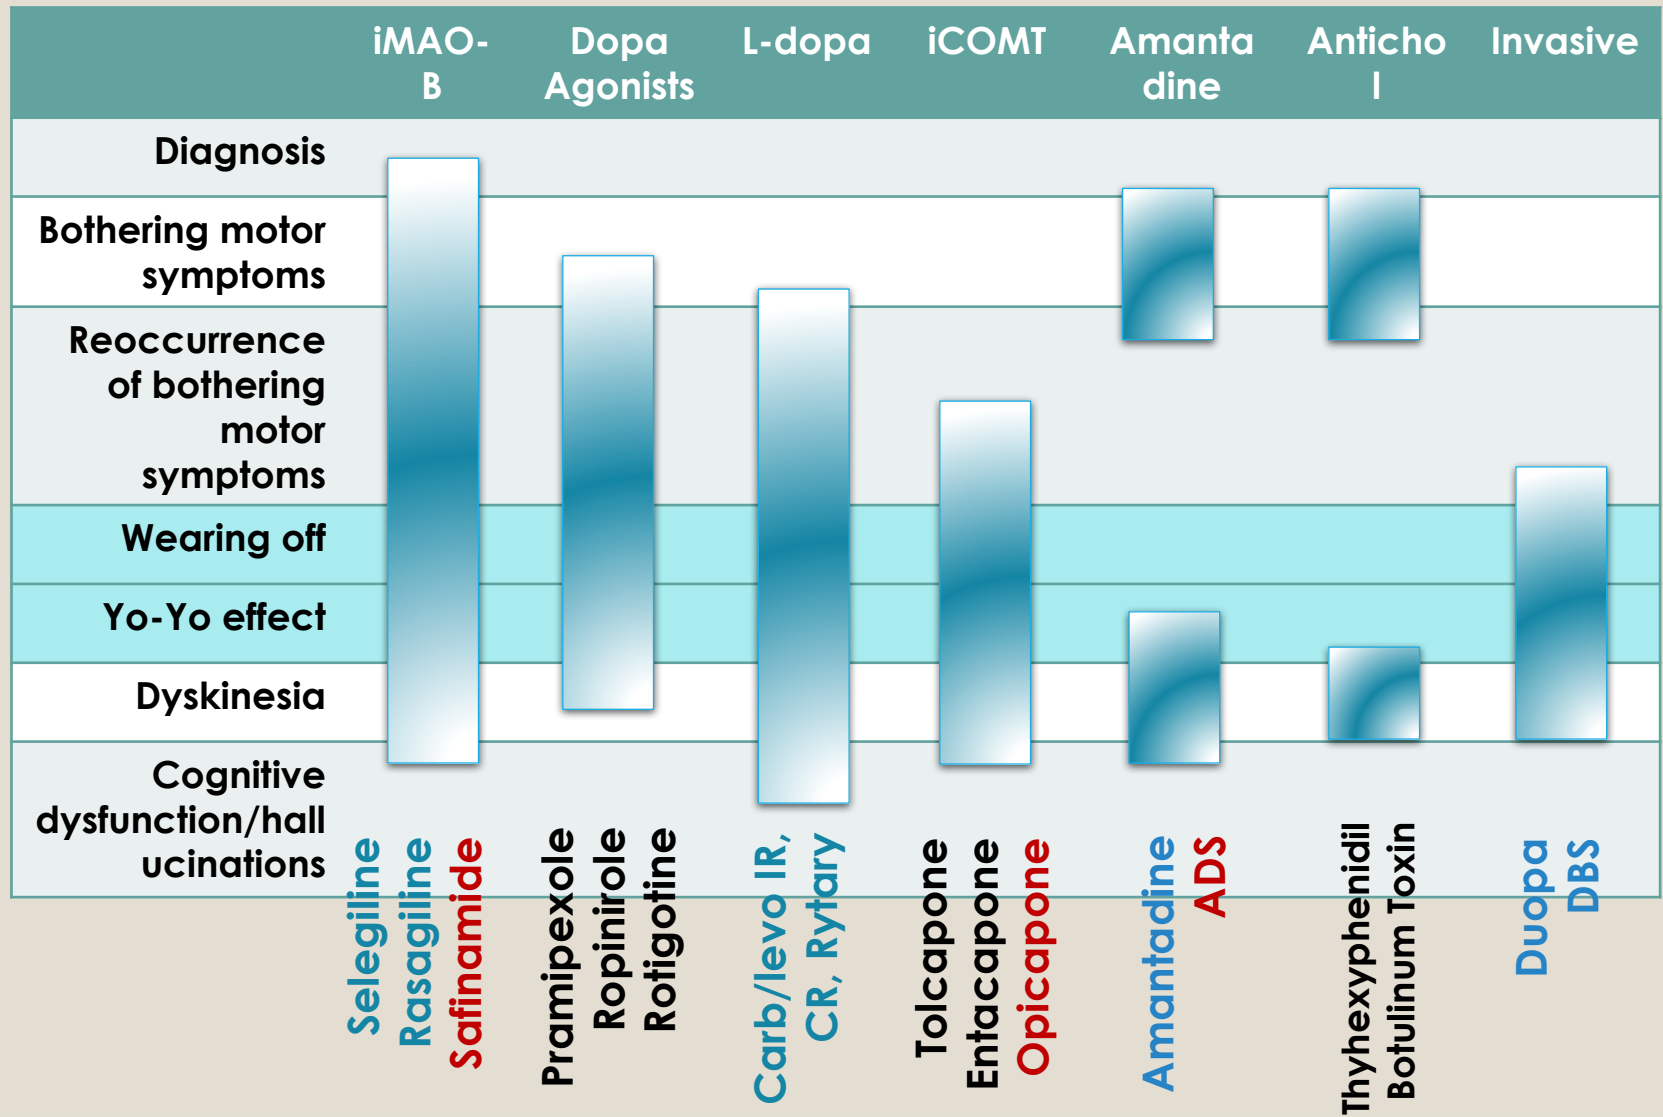 iMAO-
B
Dopa
Agonists
L-dopa
iCOMT
Amanta
dine
Anticho
l
Invasive
Diagnosis
Bothering motor
symptoms
Reoccurrence
of bothering
motor
symptoms
Wearing off
Yo-Yo effect
Dyskinesia
Cognitive
dysfunction/hall
ucinations
Selegiline
Rasagiline
Safinamide
Pramipexole
Ropinirole
Rotigotine
Carb/levo IR,
CR, Rytary
Tolcapone
Entacapone
Opicapone
Amantadine
ADS
Thyhexyphenidil
Botulinum Toxin
Duopa
DBS